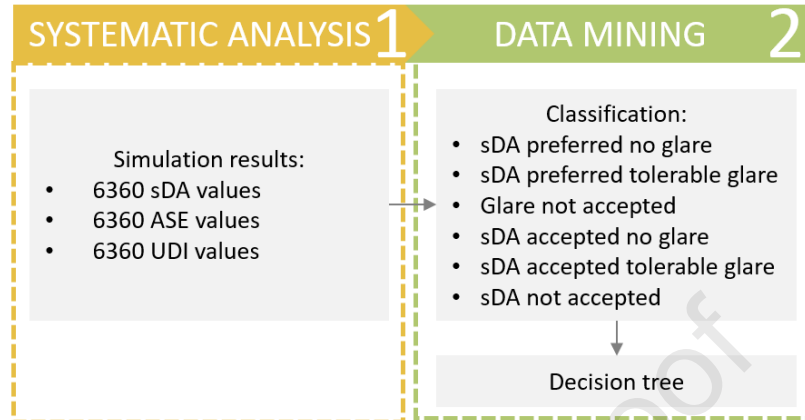 SYSTEMATIC ANALYSIS 1
DATA MINING 2
Simulation results:
• 6360 sDA values
• 6360 ASE values
• 6360 UDI values
Classification:
• sDA preferred no glare
• sDA preferred tolerable glare
• Glare not accepted
• sDA accepted no glare
• sDA accepted tolerable glare
• sDA not accepted
Decision tree